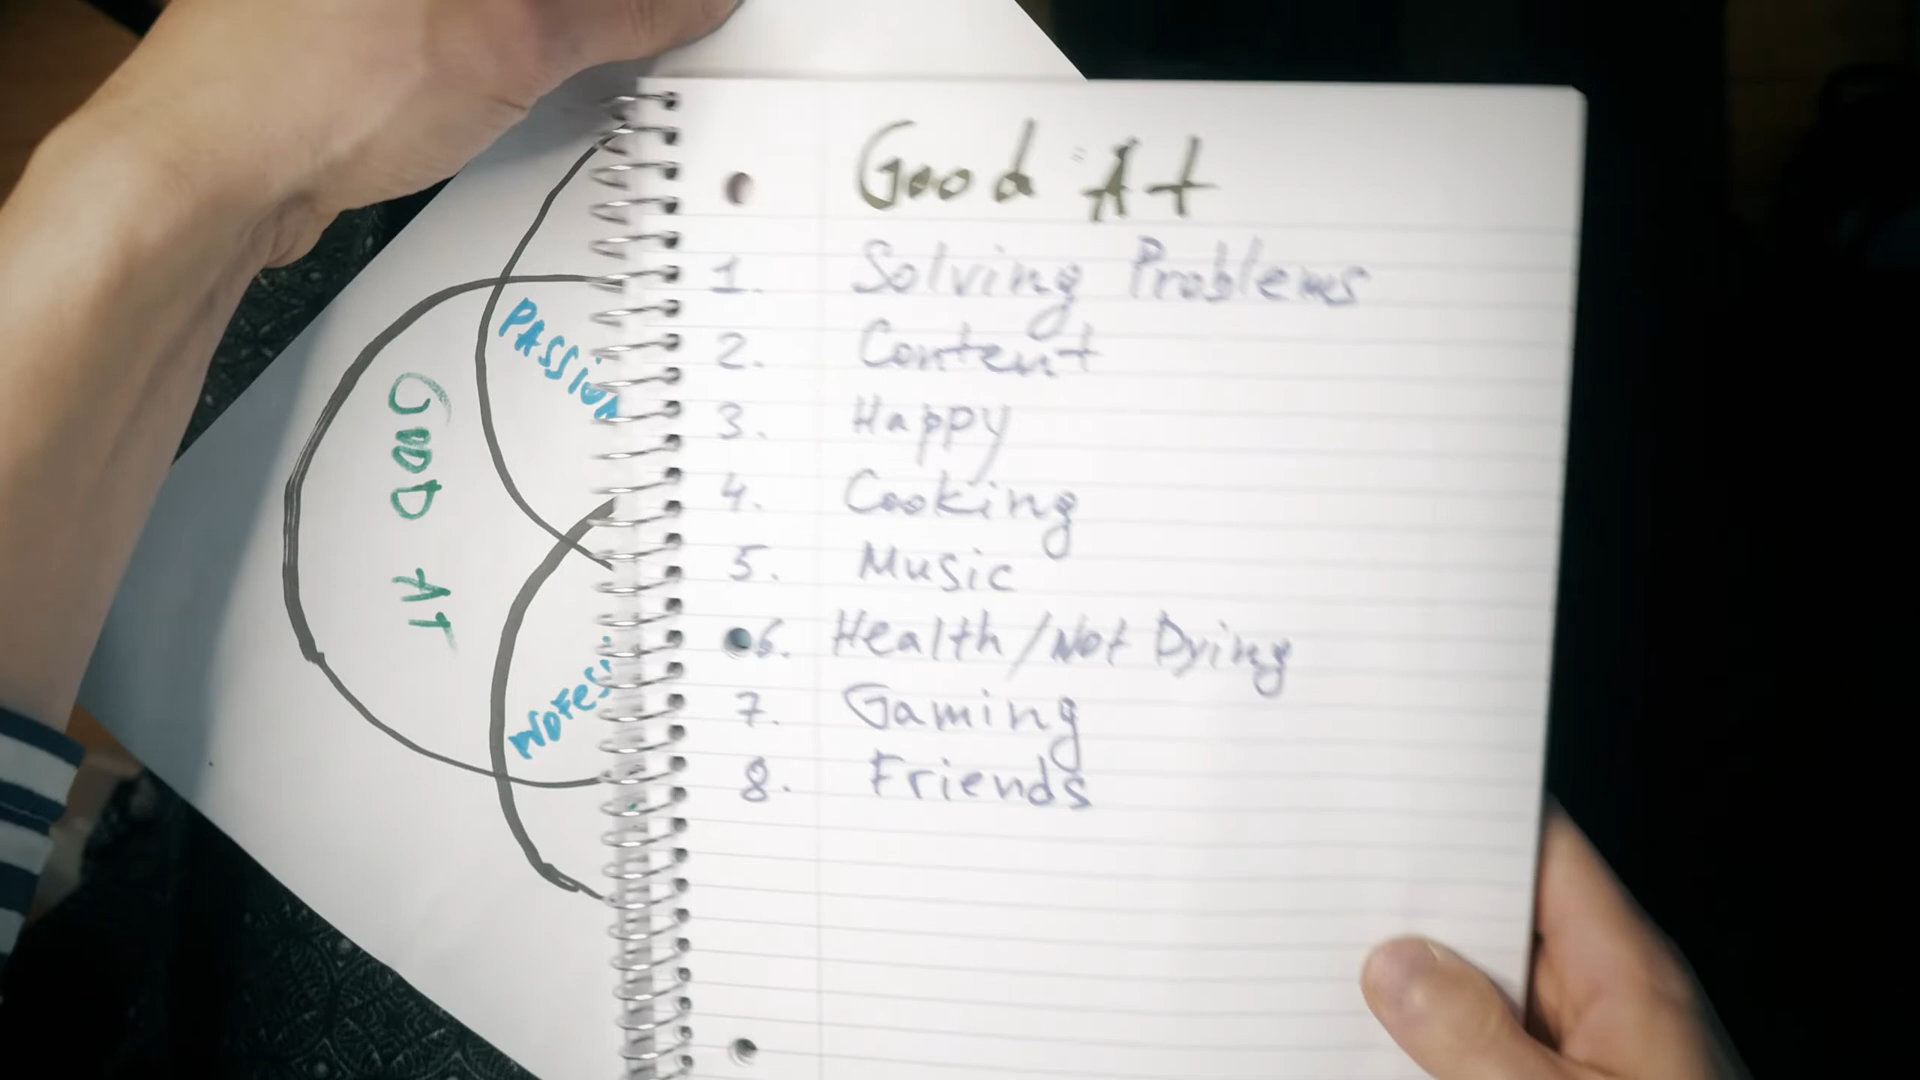 Good At
1. Solving Problems
2. Content
3. Happy
4. Cooking
5. Music
6. Health/Not Dying
7. Gaming
8. Friends
PASSION
GOOD AT